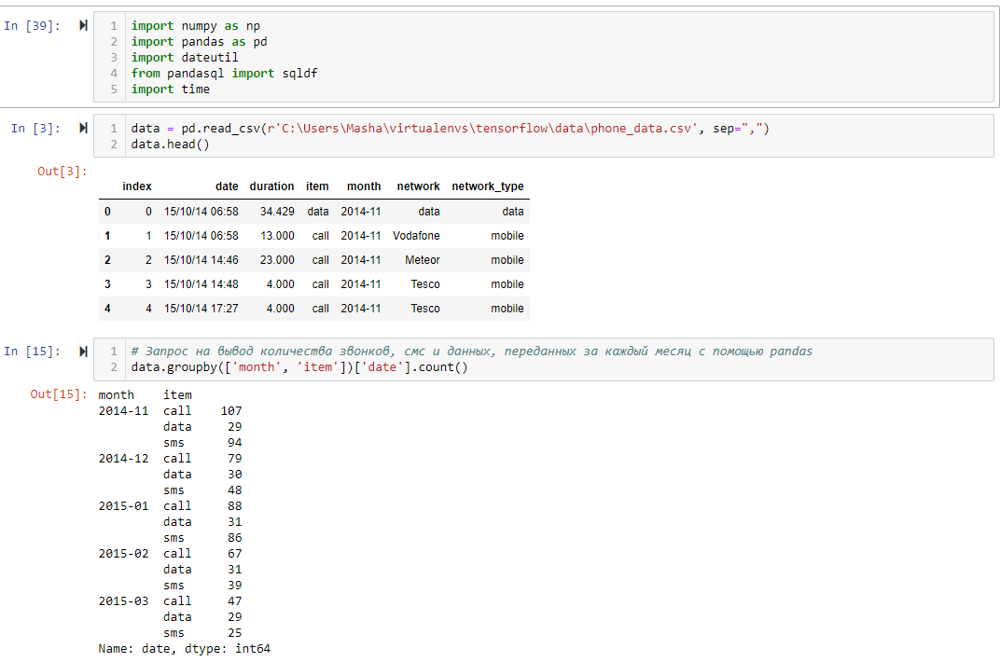 In [39]:
1 import numpy as np
2 import pandas as pd
3 import dateutil
4 from pandasql import sqldf
5 import time
In [3]:
1 data = pd.read_csv(r'C:\Users\Masha\virtualenvs\tensorflow\data\phone_data.csv', sep=",")
2 data.head()
Out[3]:
index date duration item month network network_type
0 0 15/10/14 06:58 34.429 data 2014-11 data data
1 1 15/10/14 06:58 13.000 call 2014-11 Vodafone mobile
2 2 15/10/14 14:46 23.000 call 2014-11 Meteor mobile
3 3 15/10/14 14:48 4.000 call 2014-11 Tesco mobile
4 4 15/10/14 17:27 4.000 call 2014-11 Tesco mobile
In [15]:
1 # Запрос на вывод количества звонков, смс и данных, переданных за каждый месяц с помощью pandas
2 data.groupby(['month', 'item'])['date'].count()
Out[15]:
month item
2014-11 call 107
data 29
sms 94
2014-12 call 79
data 30
sms 48
2015-01 call 88
data 31
sms 86
2015-02 call 67
data 31
sms 39
2015-03 call 47
data 29
sms 25
Name: date, dtype: int64